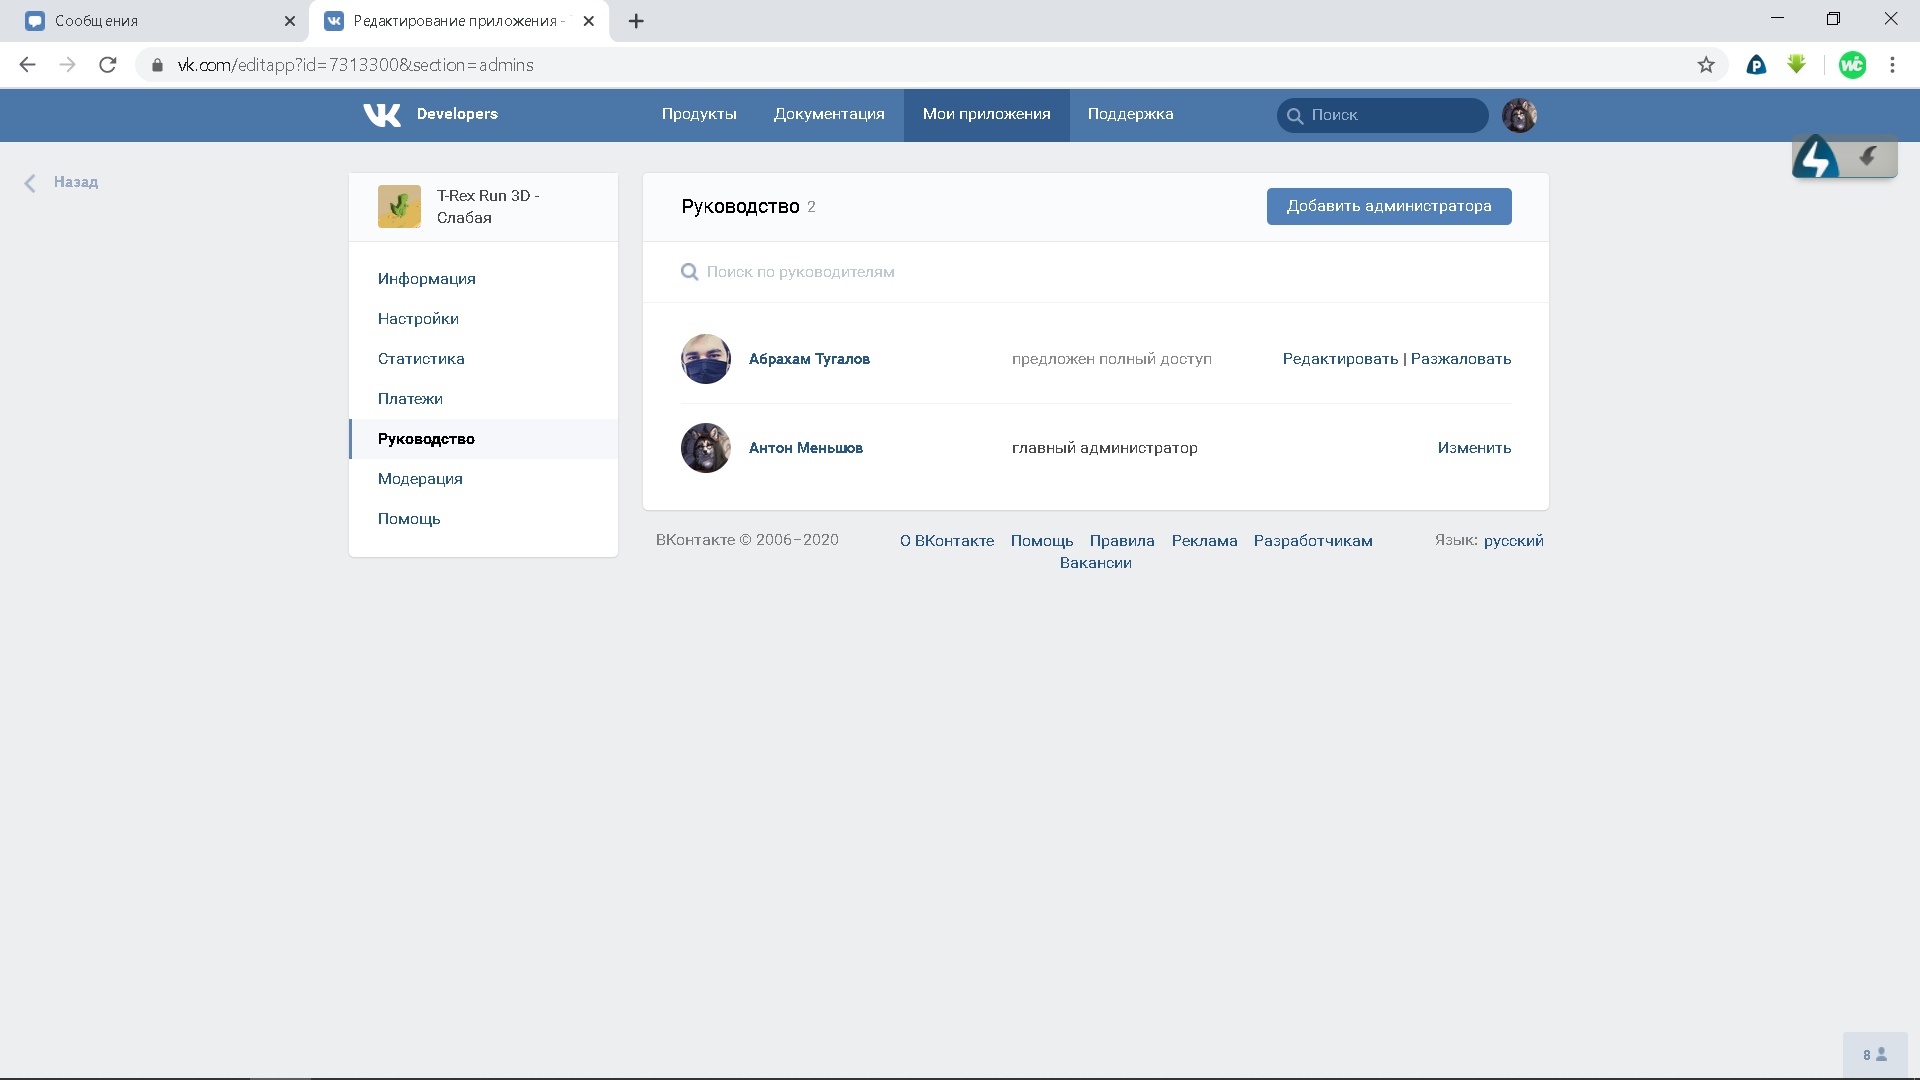 Сообщения
Редактирование приложения -
vk.com/editapp?id=7313300&section=admins
Developers
Продукты
Документация
Мои приложения
Поддержка
Поиск
Назад
T-Rex Run 3D -
Слабая
Информация
Настройки
Статистика
Платежи
Руководство
Модерация
Помощь
Руководство 2
Добавить администратора
Поиск по руководителям
Абрахам Тугалов
предложен полный доступ
Редактировать | Разжаловать
Антон Меньшов
главный администратор
Изменить
ВКонтакте © 2006–2020
О ВКонтакте Помощь Правила Реклама Разработчикам
Вакансии
Язык: русский
8